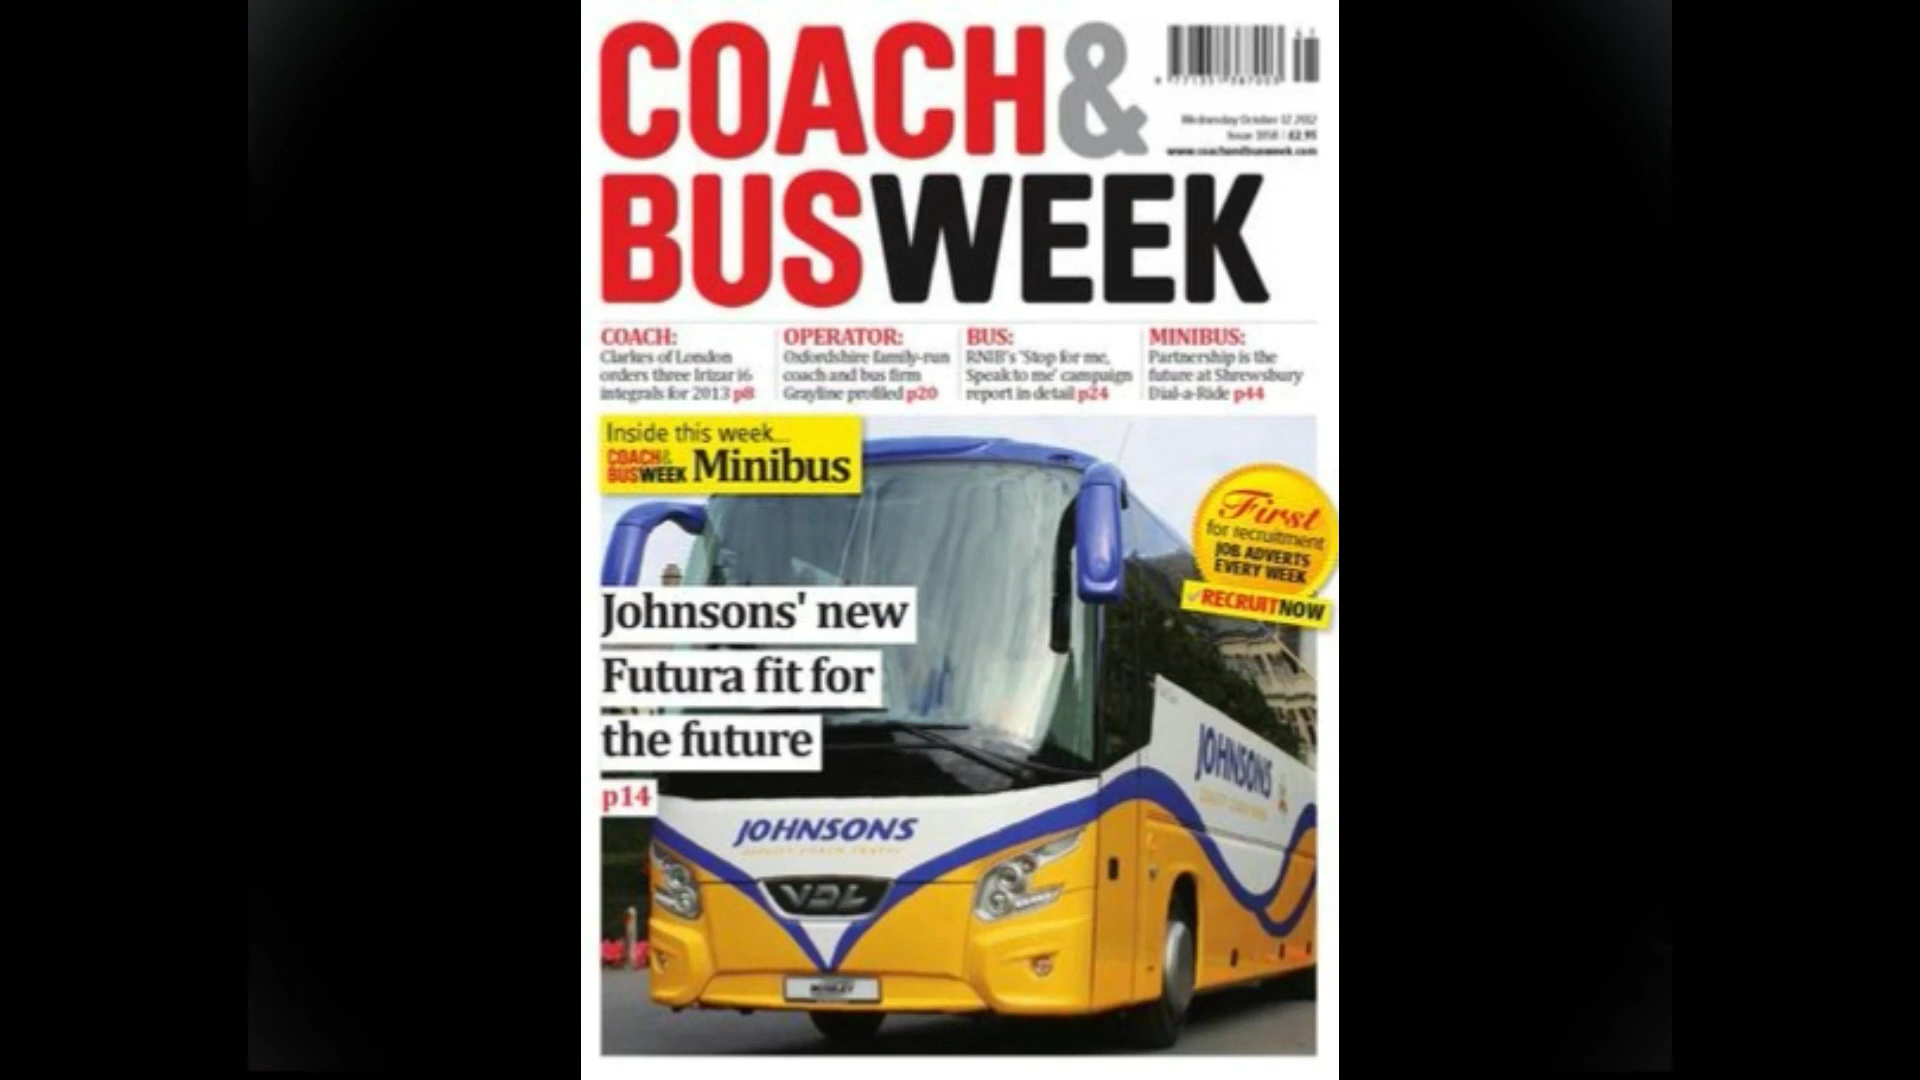 COACH&
BUSWEEK
Wednesday October 17 2012
Issue | £2.95
www.coachandbusweek.com
COACH:
Clarkes of London
orders three Irizar i6
integrals for 2013 p8
OPERATOR:
Oxfordshire family-run
coach and bus firm
Grayline profiled p20
BUS:
RNIB's 'Stop for me,
Speak to me' campaign
report in detail p24
MINIBUS:
Partnership is the
future at Shrewsbury
Dial-a-Ride p44
Inside this week...
COACH&
BUSWEEK Minibus
First
for recruitment
JOB ADVERTS
EVERY WEEK
RECRUITNOW
Johnsons' new
Futura fit for
the future
p14
JOHNSONS
JOHNSONS
VDL
MOSELEY